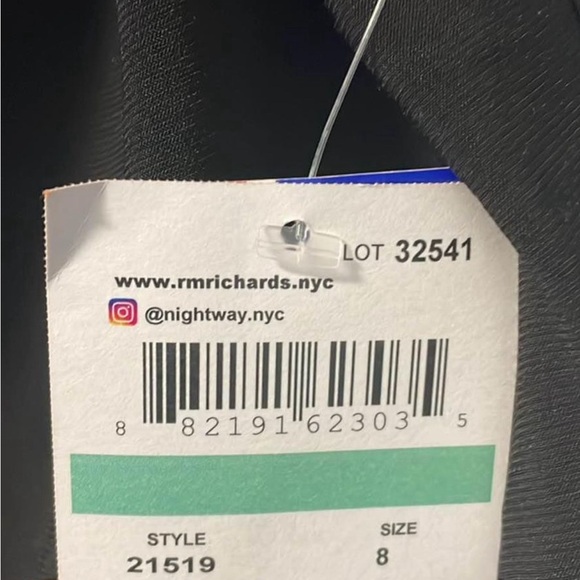 LOT 32541
www.rmrichards.nyc
@nightway.nyc
8 82191 62303 5
STYLE SIZE
21519 8